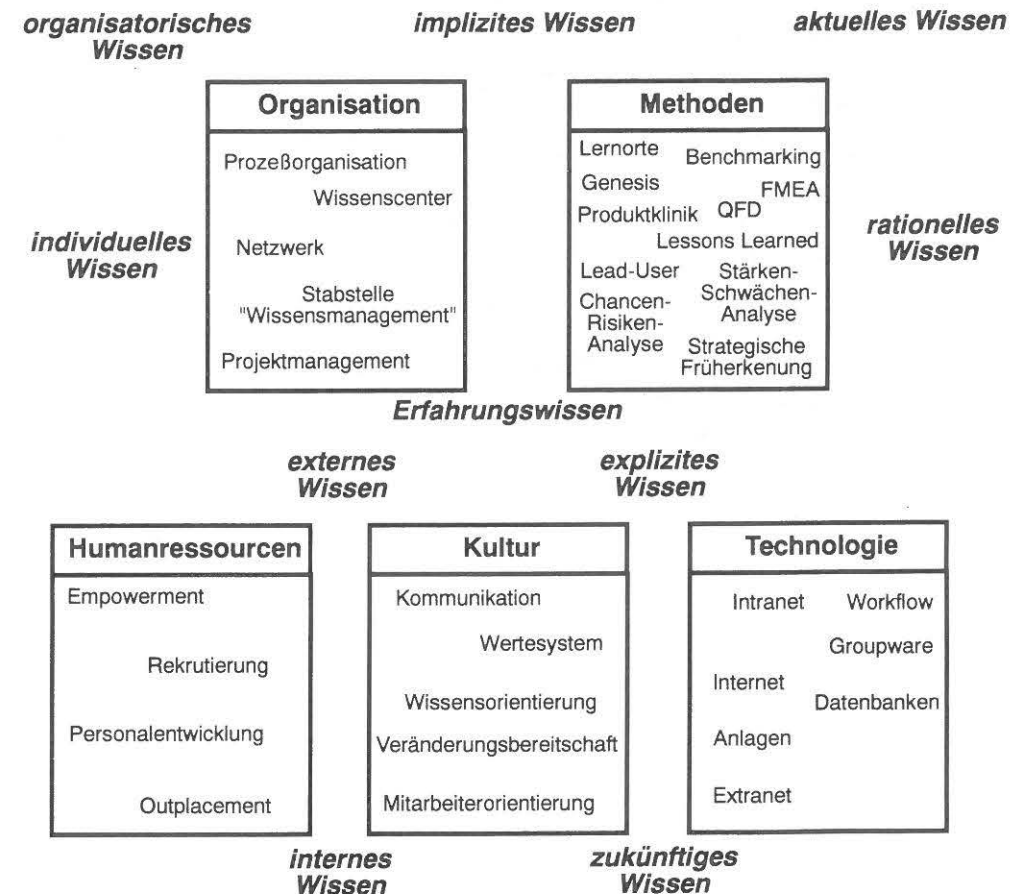 organisatorisches
Wissen
implizites Wissen
aktuelles Wissen
Organisation
Prozeßorganisation
Wissenscenter
Netzwerk
Stabstelle
"Wissensmanagement"
Projektmanagement
Methoden
Lernorte
Benchmarking
Genesis
FMEA
Produktklinik
QFD
Lessons Learned
Lead-User
Stärken-
Schwächen-
Analyse
Chancen-
Risiken-
Analyse
Strategische
Früherkenung
individuelles
Wissen
rationelles
Wissen
Erfahrungswissen
externes
Wissen
explizites
Wissen
Humanressourcen
Empowerment
Rekrutierung
Personalentwicklung
Outplacement
Kultur
Kommunikation
Wertesystem
Wissensorientierung
Veränderungsbereitschaft
Mitarbeiterorientierung
Technologie
Intranet
Workflow
Groupware
Internet
Datenbanken
Anlagen
Extranet
internes
Wissen
zukünftiges
Wissen